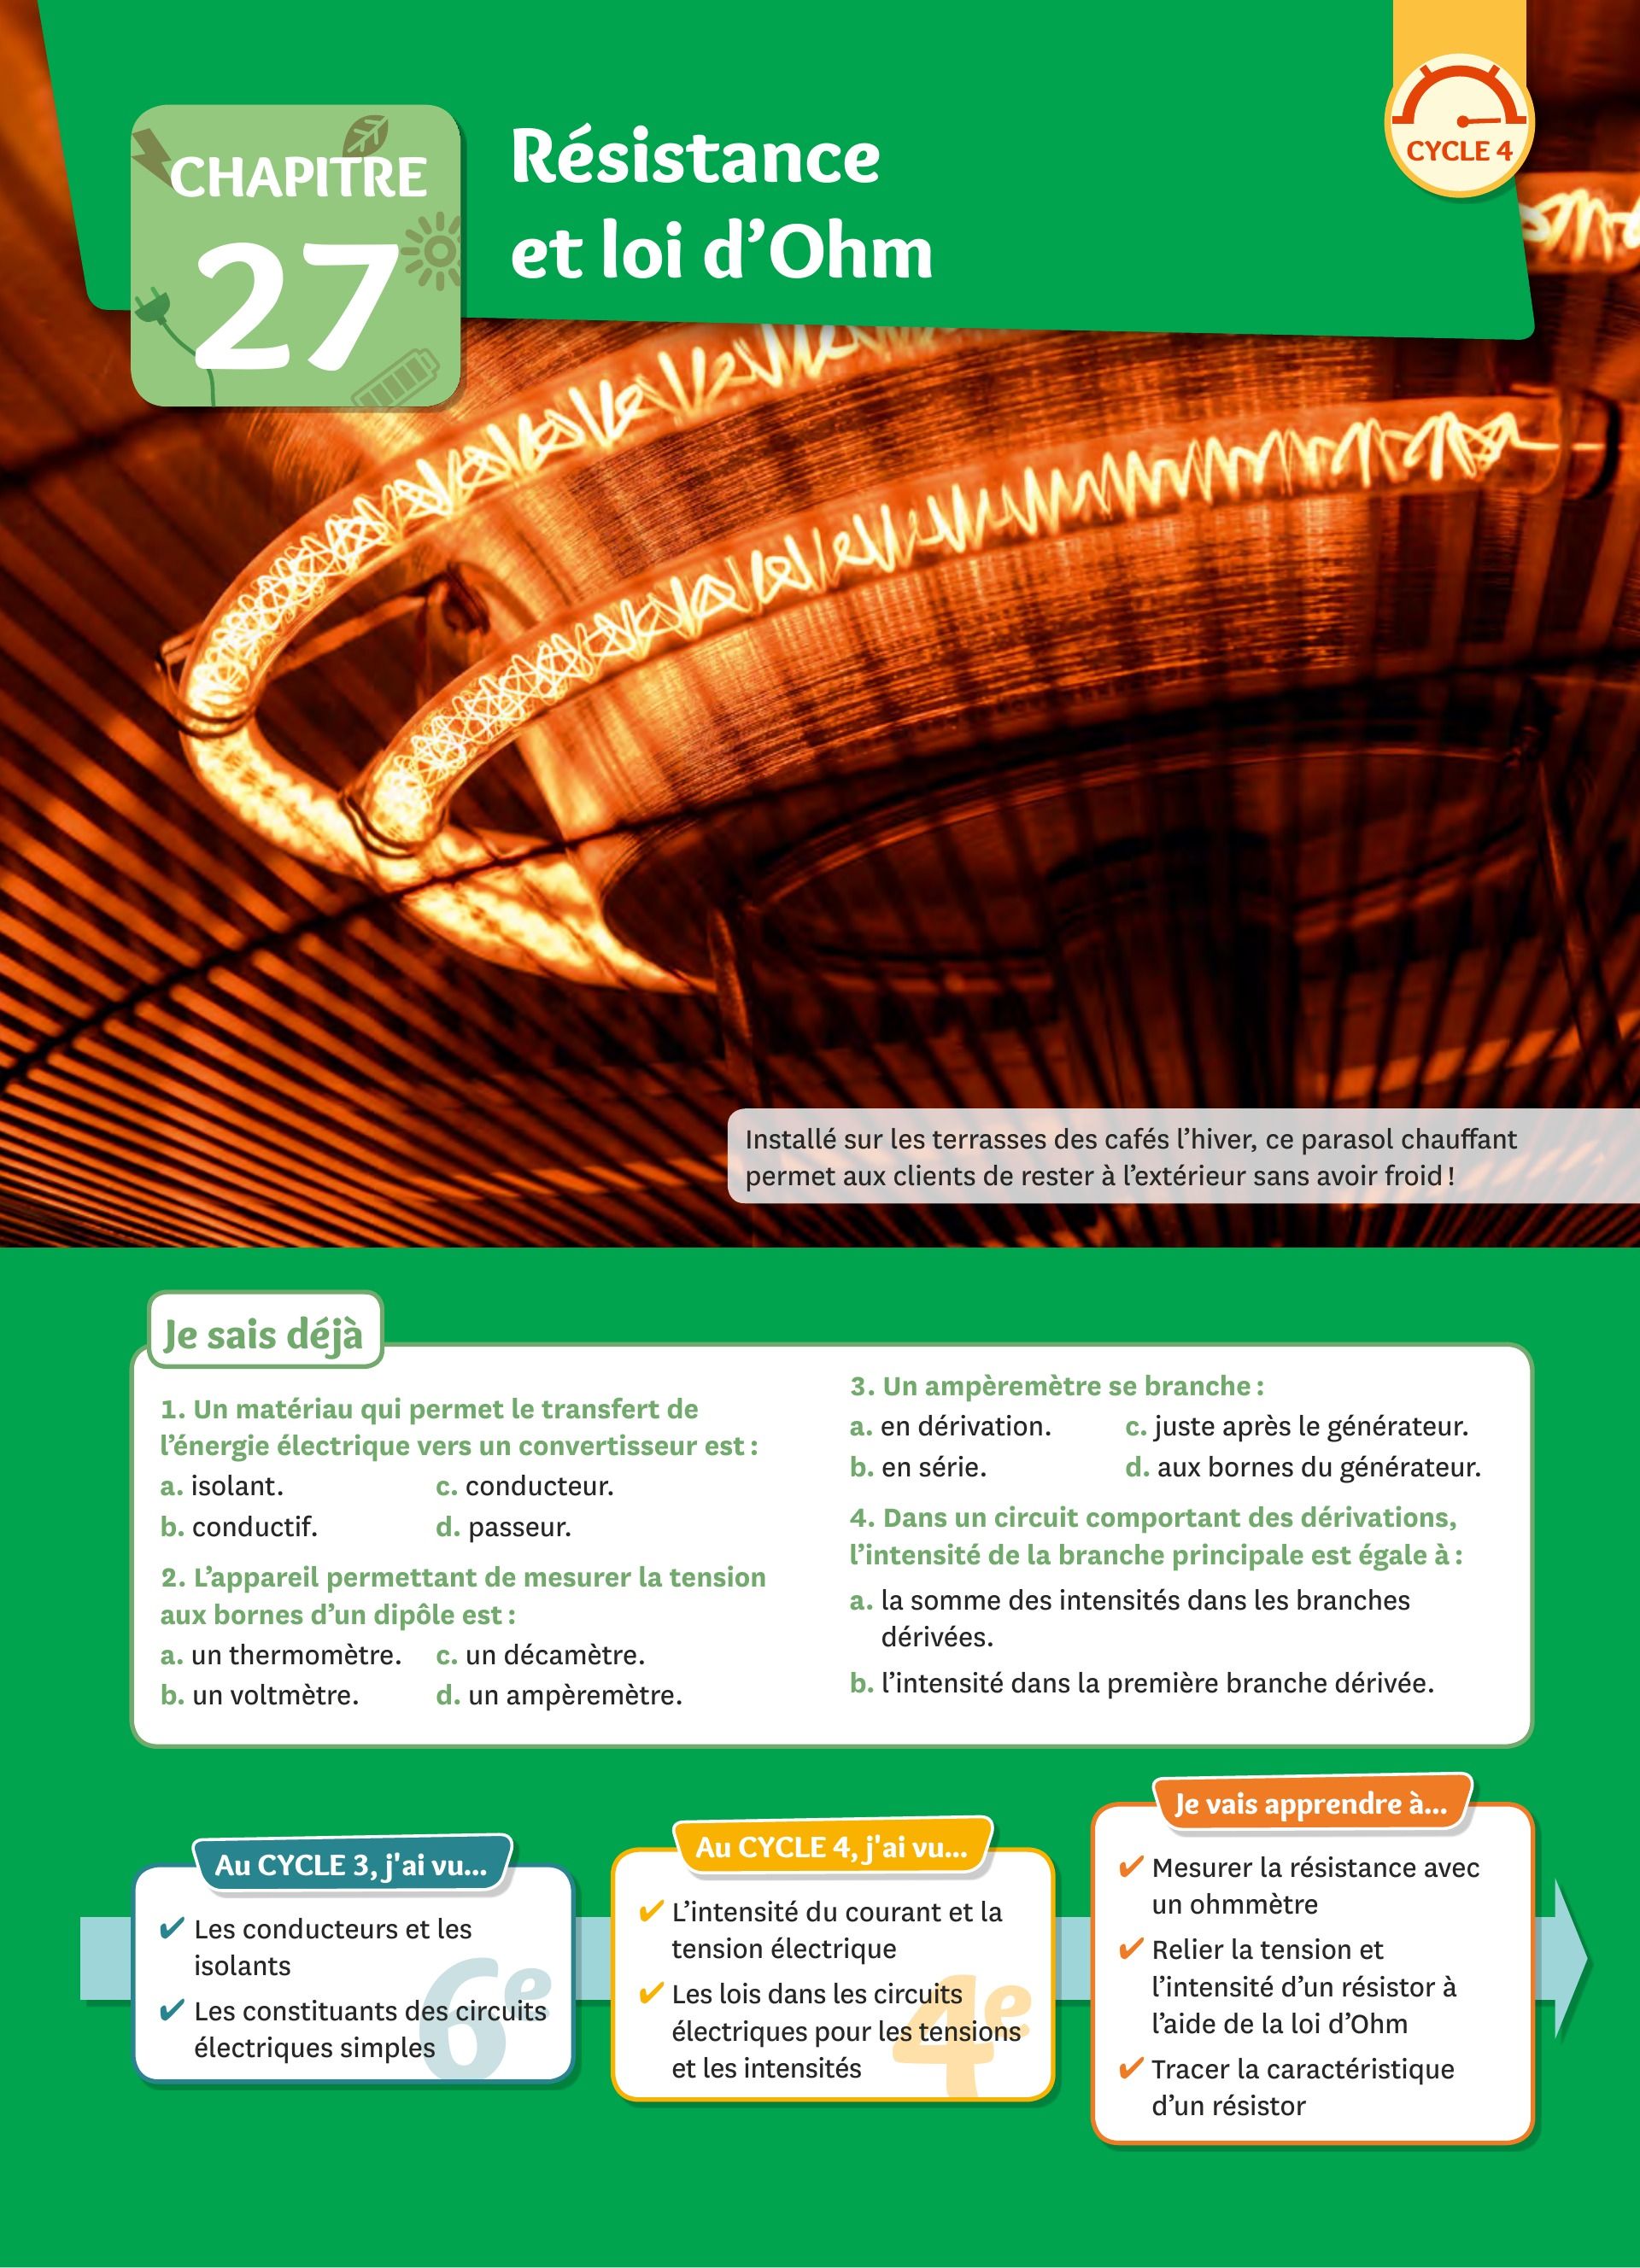 CHAPITRE
27
Résistance
et loi d’Ohm
CYCLE 4
Installé sur les terrasses des cafés l’hiver, ce parasol chauffant
permet aux clients de rester à l’extérieur sans avoir froid !
Je sais déjà
1. Un matériau qui permet le transfert de
l’énergie électrique vers un convertisseur est :
a. isolant. c. conducteur.
b. conductif. d. passeur.
2. L’appareil permettant de mesurer la tension
aux bornes d’un dipôle est :
a. un thermomètre. c. un décamètre.
b. un voltmètre. d. un ampèremètre.
3. Un ampèremètre se branche :
a. en dérivation. c. juste après le générateur.
b. en série. d. aux bornes du générateur.
4. Dans un circuit comportant des dérivations,
l’intensité de la branche principale est égale à :
a. la somme des intensités dans les branches
dérivées.
b. l’intensité dans la première branche dérivée.
Au CYCLE 3, j'ai vu...
✔ Les conducteurs et les
isolants
✔ Les constituants des circuits
électriques simples
6e
Au CYCLE 4, j'ai vu...
✔ L’intensité du courant et la
tension électrique
✔ Les lois dans les circuits
électriques pour les tensions
et les intensités
4e
Je vais apprendre à...
✔ Mesurer la résistance avec
un ohmmètre
✔ Relier la tension et
l’intensité d’un résistor à
l’aide de la loi d’Ohm
✔ Tracer la caractéristique
d’un résistor